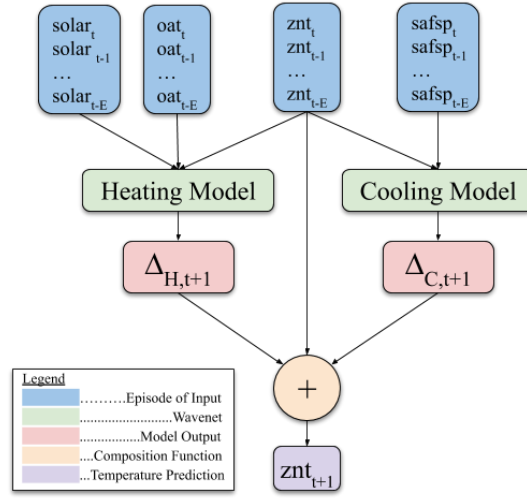 solar_t
solar_t-1
…
solar_t-E
oat_t
oat_t-1
…
oat_t-E
znt_t
znt_t-1
…
znt_t-E
safsp_t
safsp_t-1
…
safsp_t-E
Heating Model
Cooling Model
Δ_H,t+1
Δ_C,t+1
+
znt_t+1
Legend
.........Episode of Input
........................Wavenet
.................Model Output
....Composition Function
...Temperature Prediction